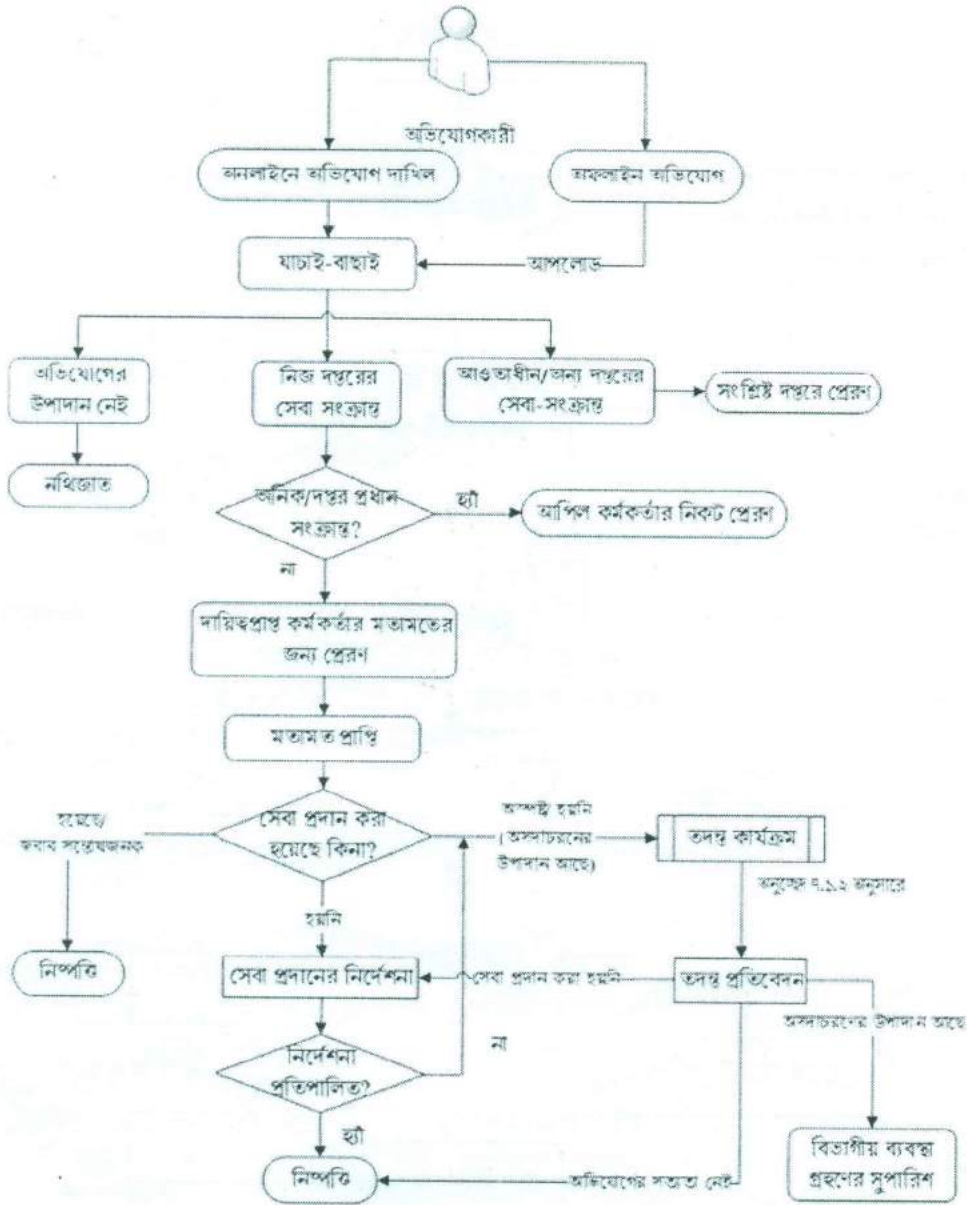 অভিযোগকারী
অনলাইনে অভিযোগ দাখিল
অফলাইন অভিযোগ
যাচাই-বাছাই
আপলোড
অভিযোগের
উপাদান নেই
নিজ দপ্তরের
সেবা সংক্রান্ত
আওতাধীন/অন্য দপ্তরের
সেবা-সংক্রান্ত
সংশ্লিষ্ট দপ্তরে প্রেরণ
নথিজাত
অনিক/দপ্তর প্রধান
সংক্রান্ত?
হ্যাঁ
আপিল কর্মকর্তার নিকট প্রেরণ
না
দায়িত্বপ্রাপ্ত কর্মকর্তার মতামতের
জন্য প্রেরণ
মতামত প্রাপ্তি
হয়েছে/
জবাব সন্তোষজনক
সেবা প্রদান করা
হয়েছে কিনা?
অস্পষ্ট/ হয়নি
(অসদাচরনের
উপাদান আছে)
তদন্ত কার্যক্রম
অনুচ্ছেদ ৭.১.২ অনুসারে
হয়নি
নিষ্পত্তি
সেবা প্রদানের নির্দেশনা
সেবা প্রদান করা হয়নি
তদন্ত প্রতিবেদন
অসদাচরণের উপাদান আছে
নির্দেশনা
প্রতিপালিত?
না
হ্যাঁ
নিষ্পত্তি
অভিযোগের সত্যতা নেই
বিভাগীয় ব্যবস্থা
গ্রহণের সুপারিশ